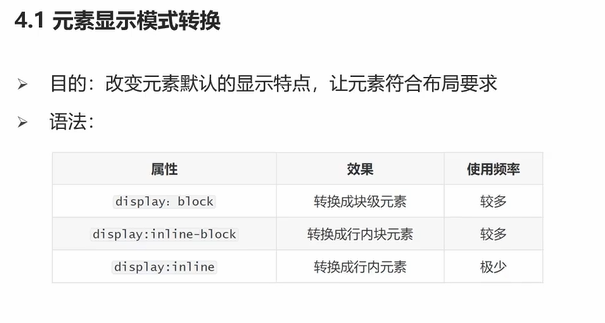 4.1 元素显示模式转换
➢ 目的：改变元素默认的显示特点，让元素符合布局要求
➢ 语法：
属性 效果 使用频率
display：block 转换成块级元素 较多
display:inline-block 转换成行内块元素 较多
display:inline 转换成行内元素 极少